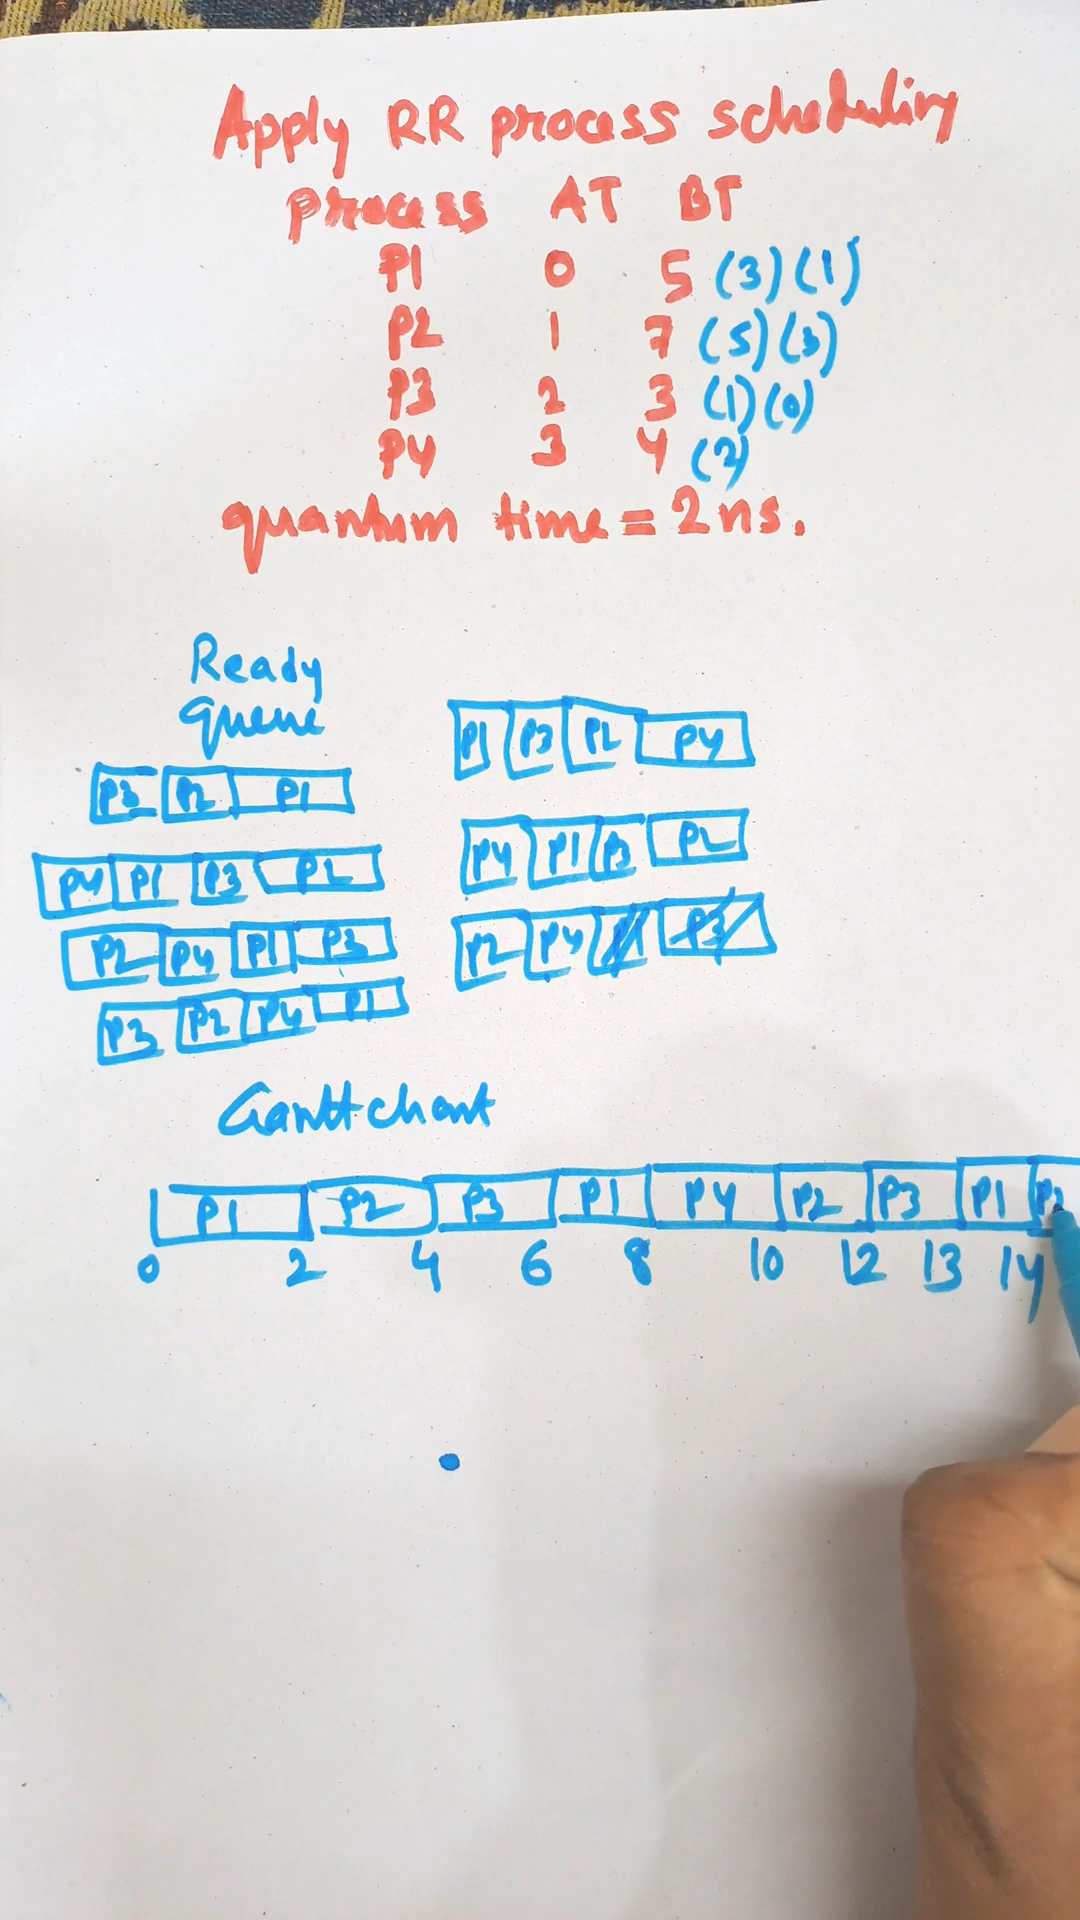 Apply RR process scheduling
process AT BT
P1 0 5 (3) (1)
P2 1 7 (5) (3)
P3 2 3 (1) (0)
P4 3 4 (2)
quantum time = 2ns.
Ready
queue
P3 P2 P1
P4 P1 P3 P2
P2 P4 P1 P3
P3 P2 P4 P1
P1 P3 P2 P4
P4 P1 P3 P2
P2 P4 P1 P3
Gantt chart
P1 P2 P3 P1 P4 P2 P3 P1 P2
0 2 4 6 8 10 12 13 14